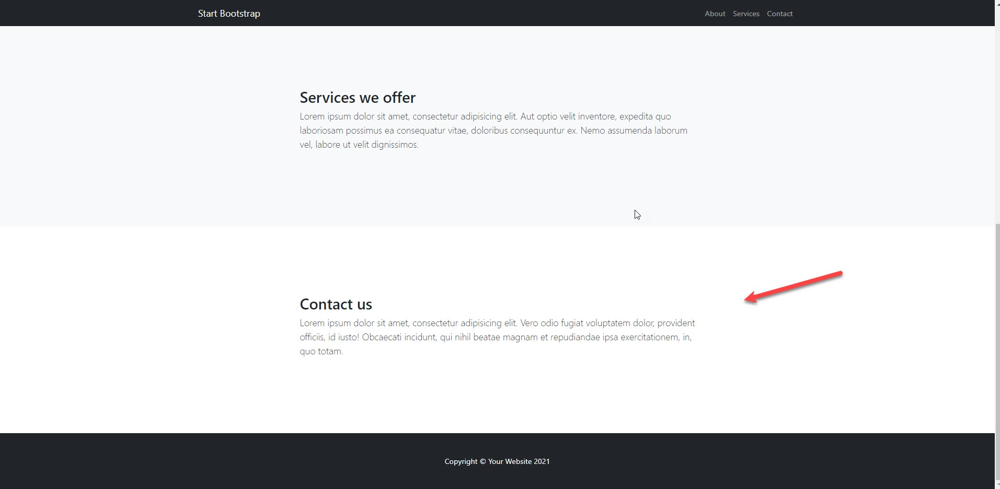 Start Bootstrap
About Services Contact
Services we offer
Lorem ipsum dolor sit amet, consectetur adipisicing elit. Aut optio velit inventore, expedita quo
laboriosam possimus ea consequatur vitae, doloribus consequuntur ex. Nemo assumenda laborum
vel, labore ut velit dignissimos.
Contact us
Lorem ipsum dolor sit amet, consectetur adipisicing elit. Vero odio fugiat voluptatem dolor, provident
officiis, id iusto! Obcaecati incidunt, qui nihil beatae magnam et repudiandae ipsa exercitationem, in,
quo totam.
Copyright © Your Website 2021